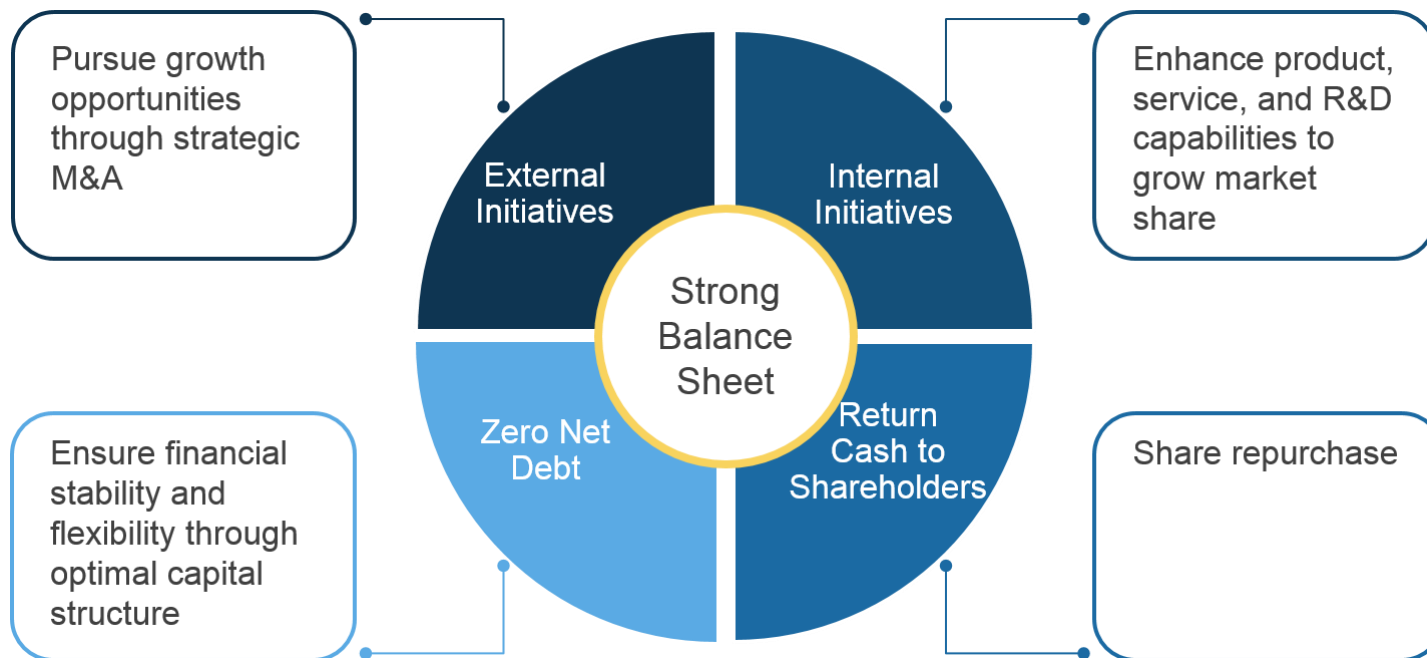 Pursue growth
opportunities
through strategic
M&A
External
Initiatives
Internal
Initiatives
Enhance product,
service, and R&D
capabilities to
grow market
share
Strong
Balance
Sheet
Ensure financial
stability and
flexibility through
optimal capital
structure
Zero Net
Debt
Return
Cash to
Shareholders
Share repurchase